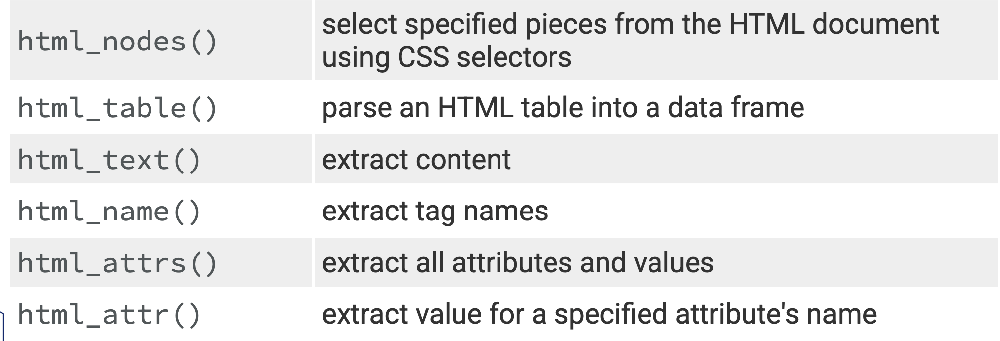 html_nodes()
select specified pieces from the HTML document
using CSS selectors
html_table()
parse an HTML table into a data frame
html_text()
extract content
html_name()
extract tag names
html_attrs()
extract all attributes and values
html_attr()
extract value for a specified attribute's name